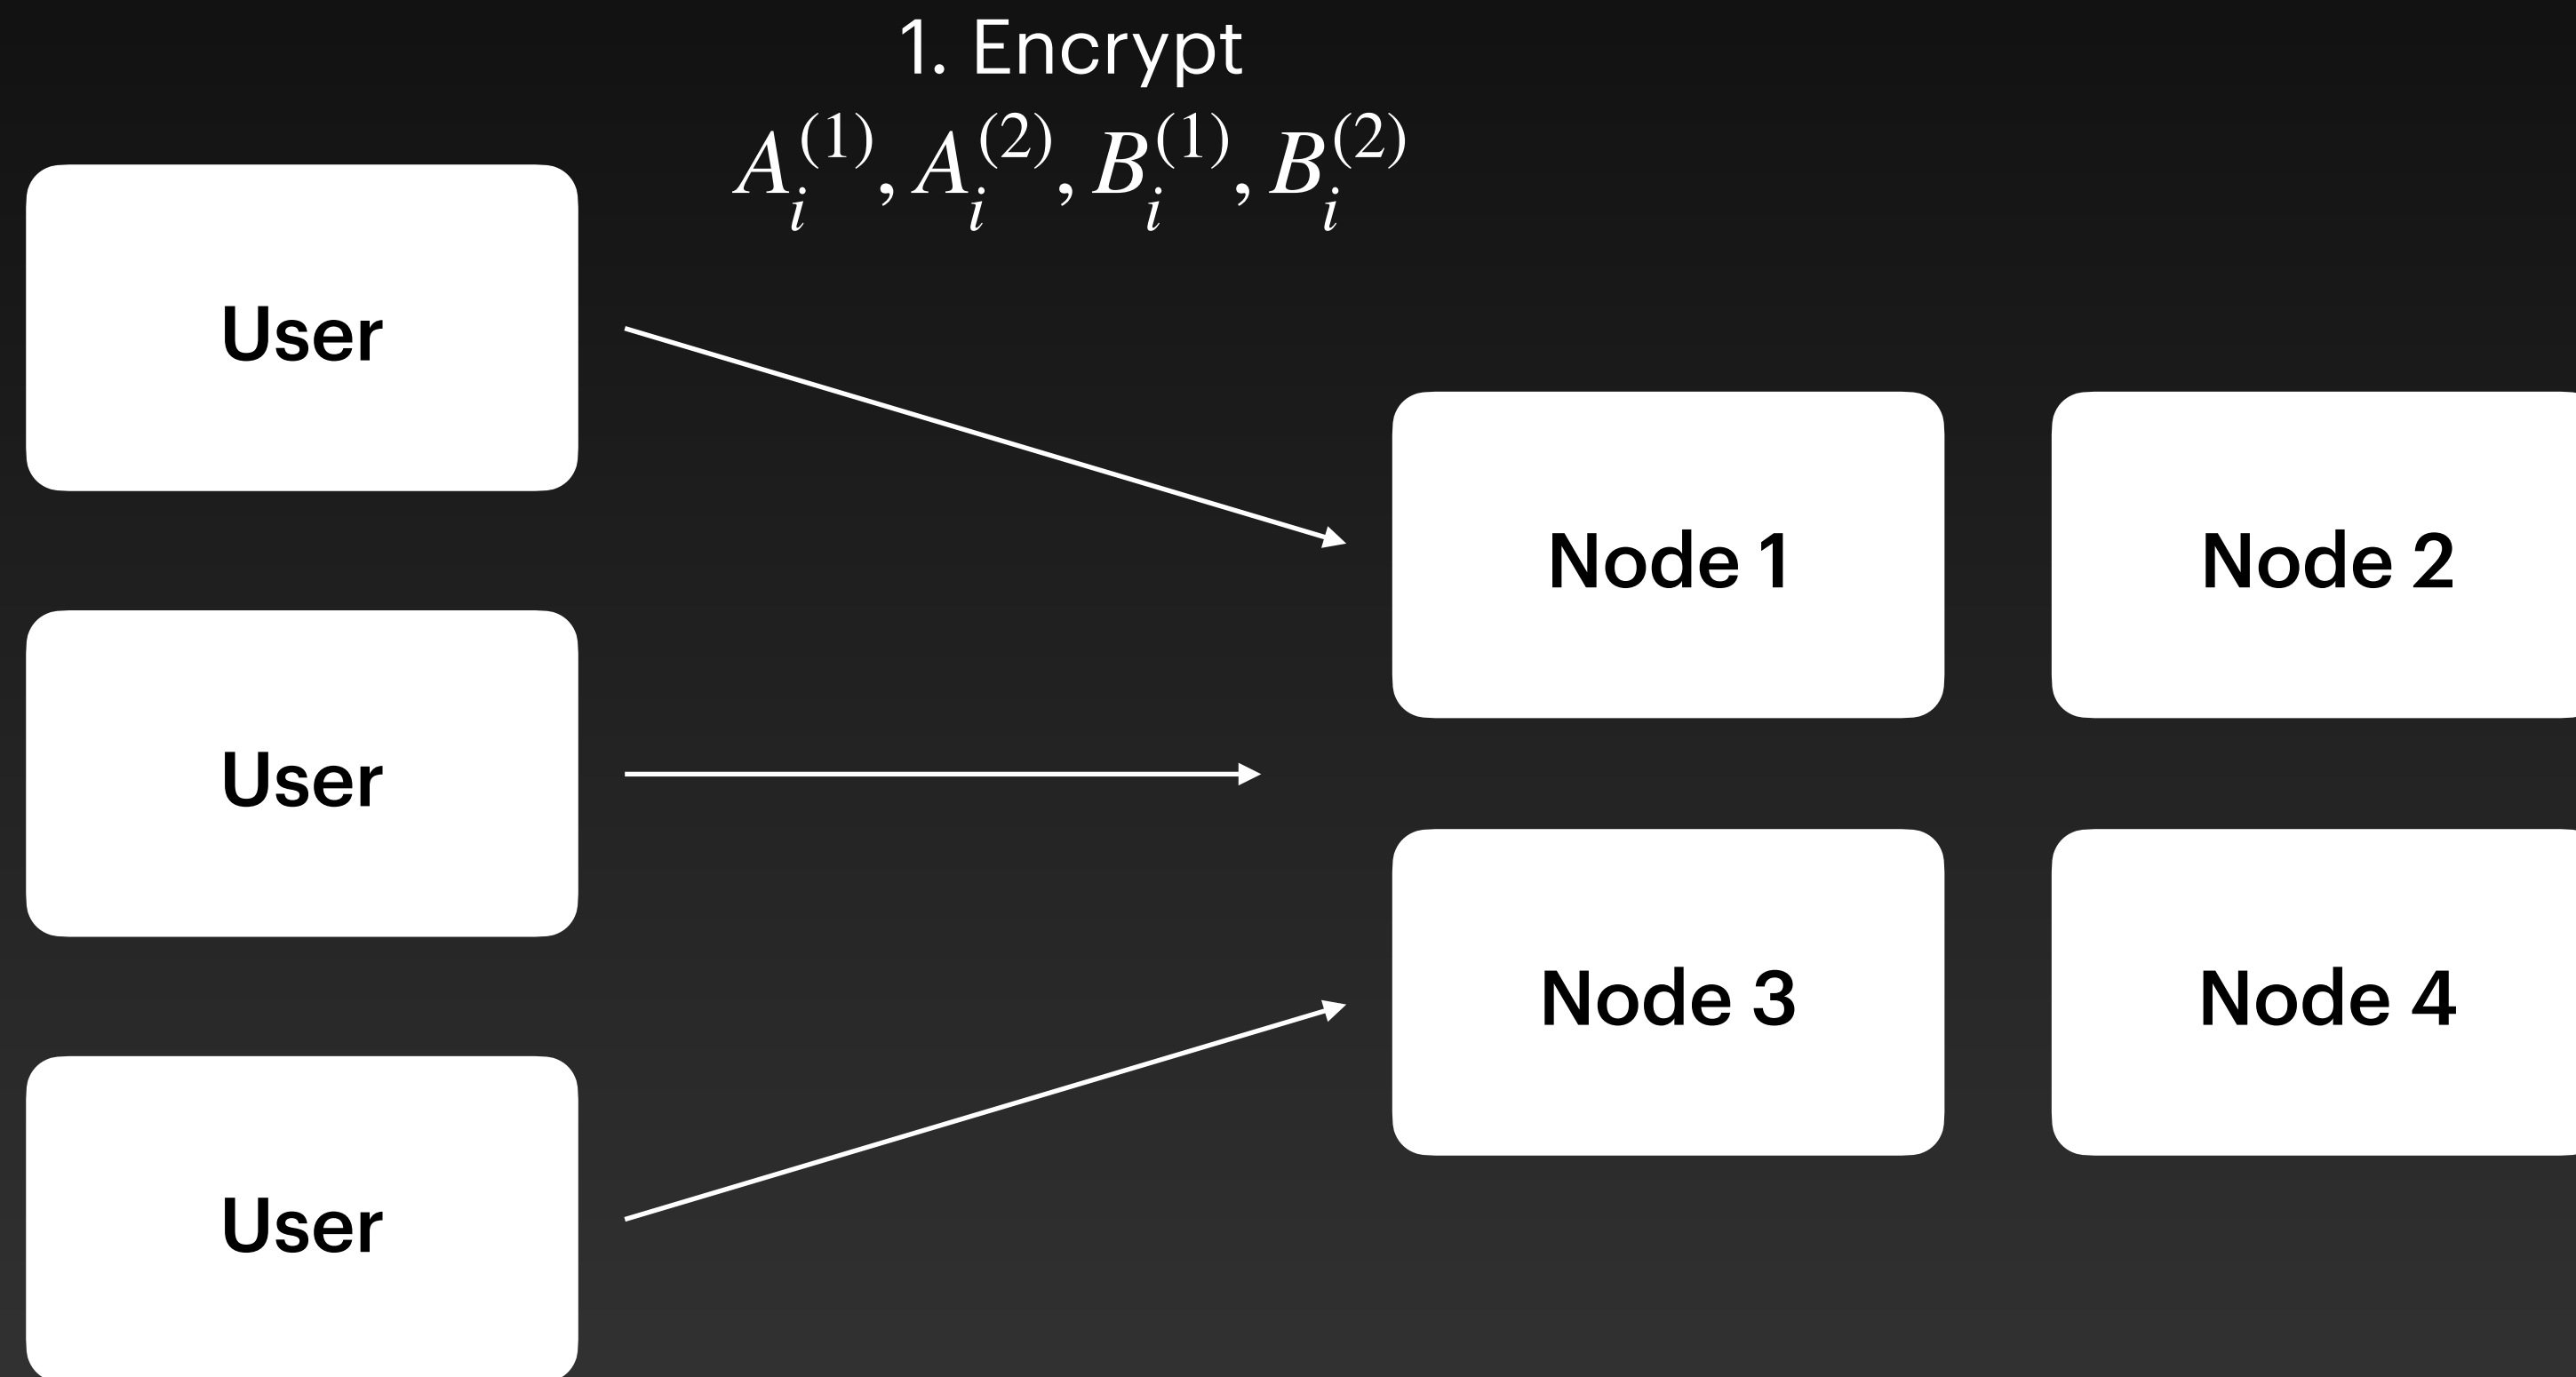 1. Encrypt
A_i^{(1)}, A_i^{(2)}, B_i^{(1)}, B_i^{(2)}
User
Node 1
Node 2
User
Node 3
Node 4
User